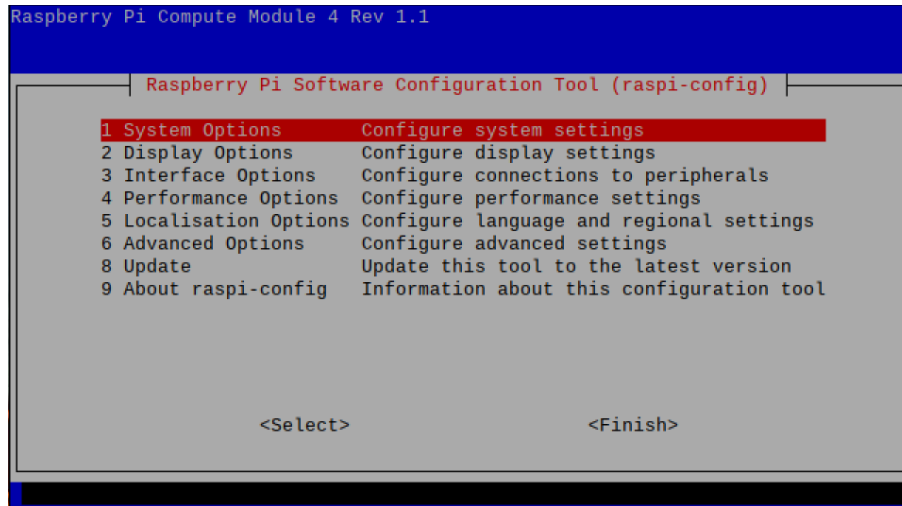 Raspberry Pi Compute Module 4 Rev 1.1
Raspberry Pi Software Configuration Tool (raspi-config)
1 System Options Configure system settings
2 Display Options Configure display settings
3 Interface Options Configure connections to peripherals
4 Performance Options Configure performance settings
5 Localisation Options Configure language and regional settings
6 Advanced Options Configure advanced settings
8 Update Update this tool to the latest version
9 About raspi-config Information about this configuration tool
<Select> <Finish>